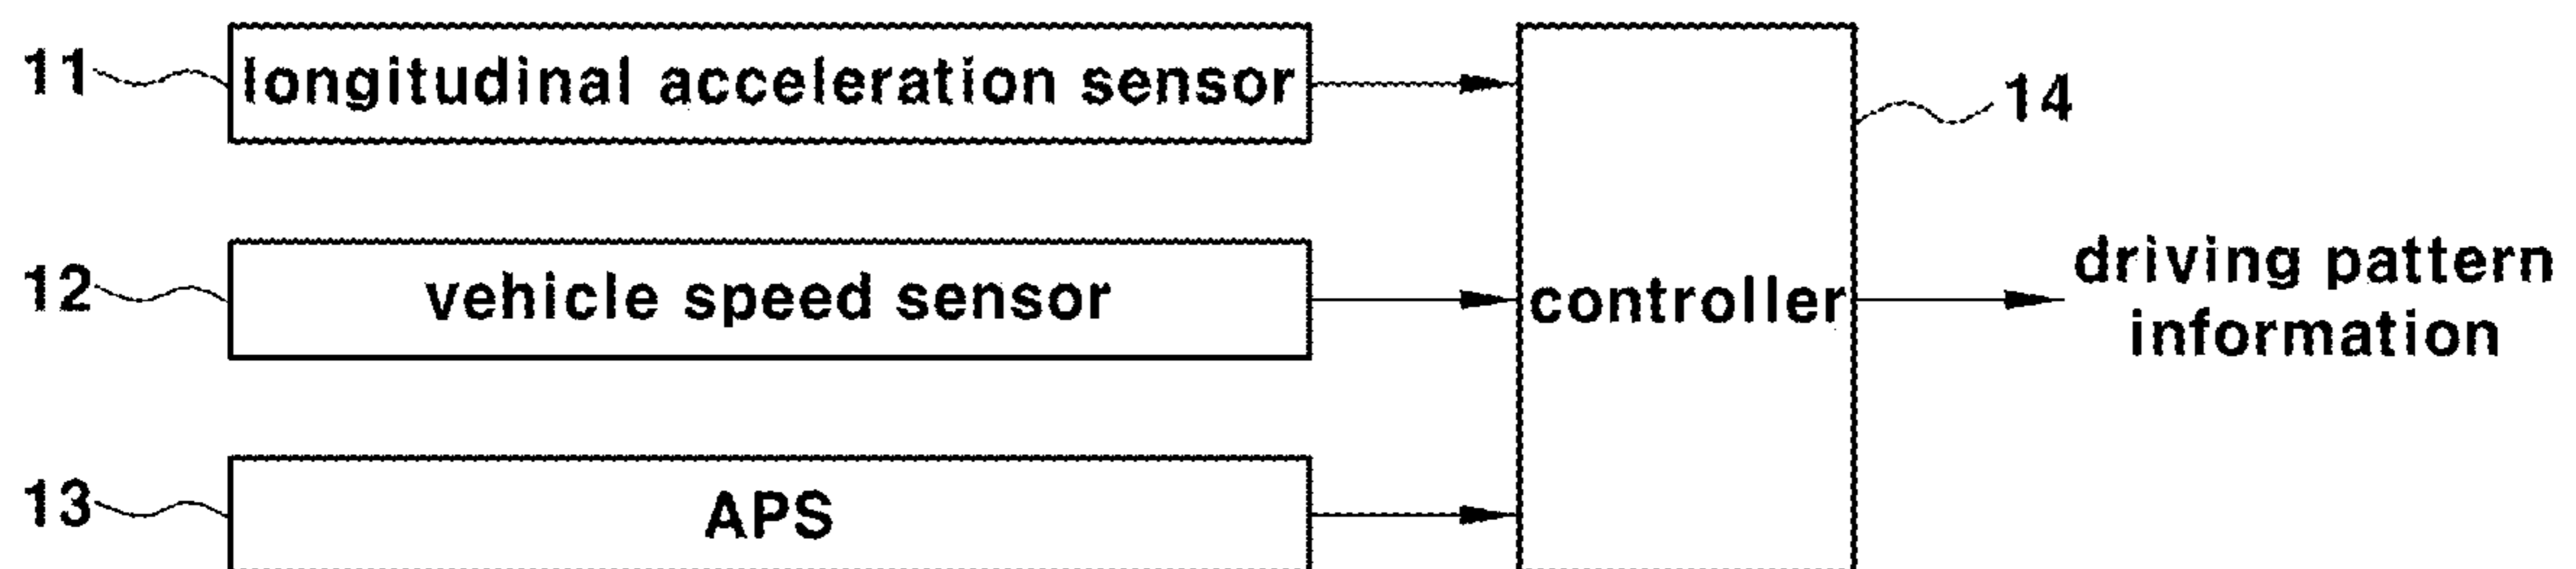 11
longitudinal acceleration sensor
14
12
vehicle speed sensor
controller
driving pattern
information
13
APS